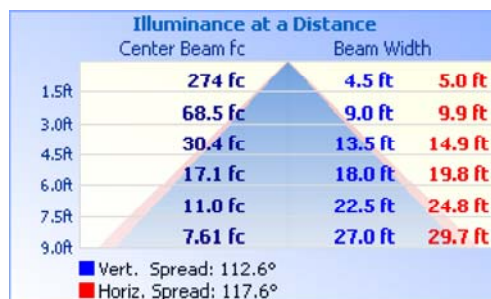 Illuminance at a Distance
Center Beam fc Beam Width
1.5ft 274 fc 4.5 ft 5.0 ft
3.0ft 68.5 fc 9.0 ft 9.9 ft
4.5ft 30.4 fc 13.5 ft 14.9 ft
6.0ft 17.1 fc 18.0 ft 19.8 ft
7.5ft 11.0 fc 22.5 ft 24.8 ft
9.0ft 7.61 fc 27.0 ft 29.7 ft
Vert. Spread: 112.6°
Horiz. Spread: 117.6°